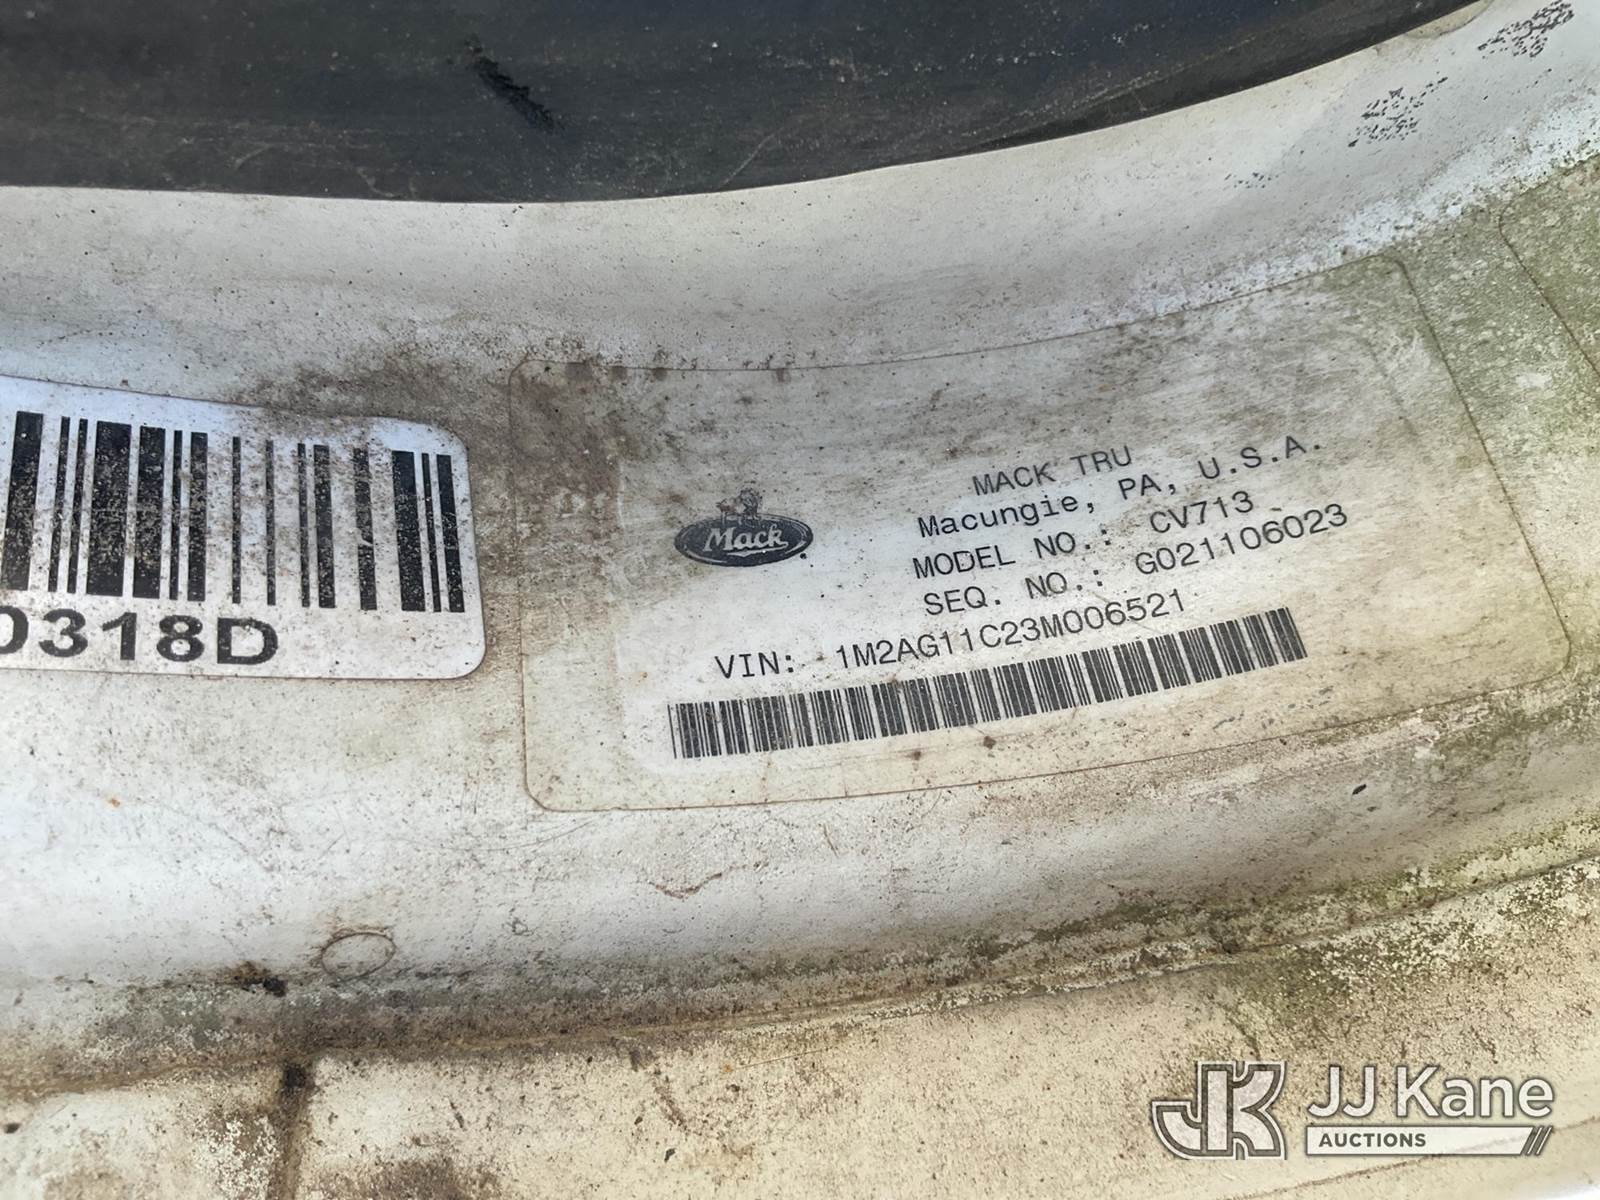 Mack
MACK TRU
Macungie, PA, U.S.A.
MODEL NO.: CV713
SEQ. NO.: G021106023
VIN: 1M2AG11C23M006521
0318D
JJ Kane
AUCTIONS